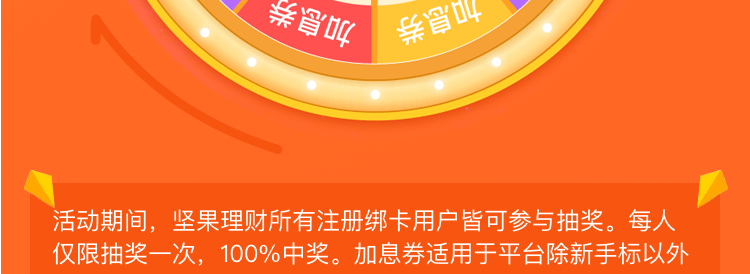 加息券
加息券
活动期间，坚果理财所有注册绑卡用户皆可参与抽奖。每人
仅限抽奖一次，100%中奖。加息券适用于平台除新手标以外